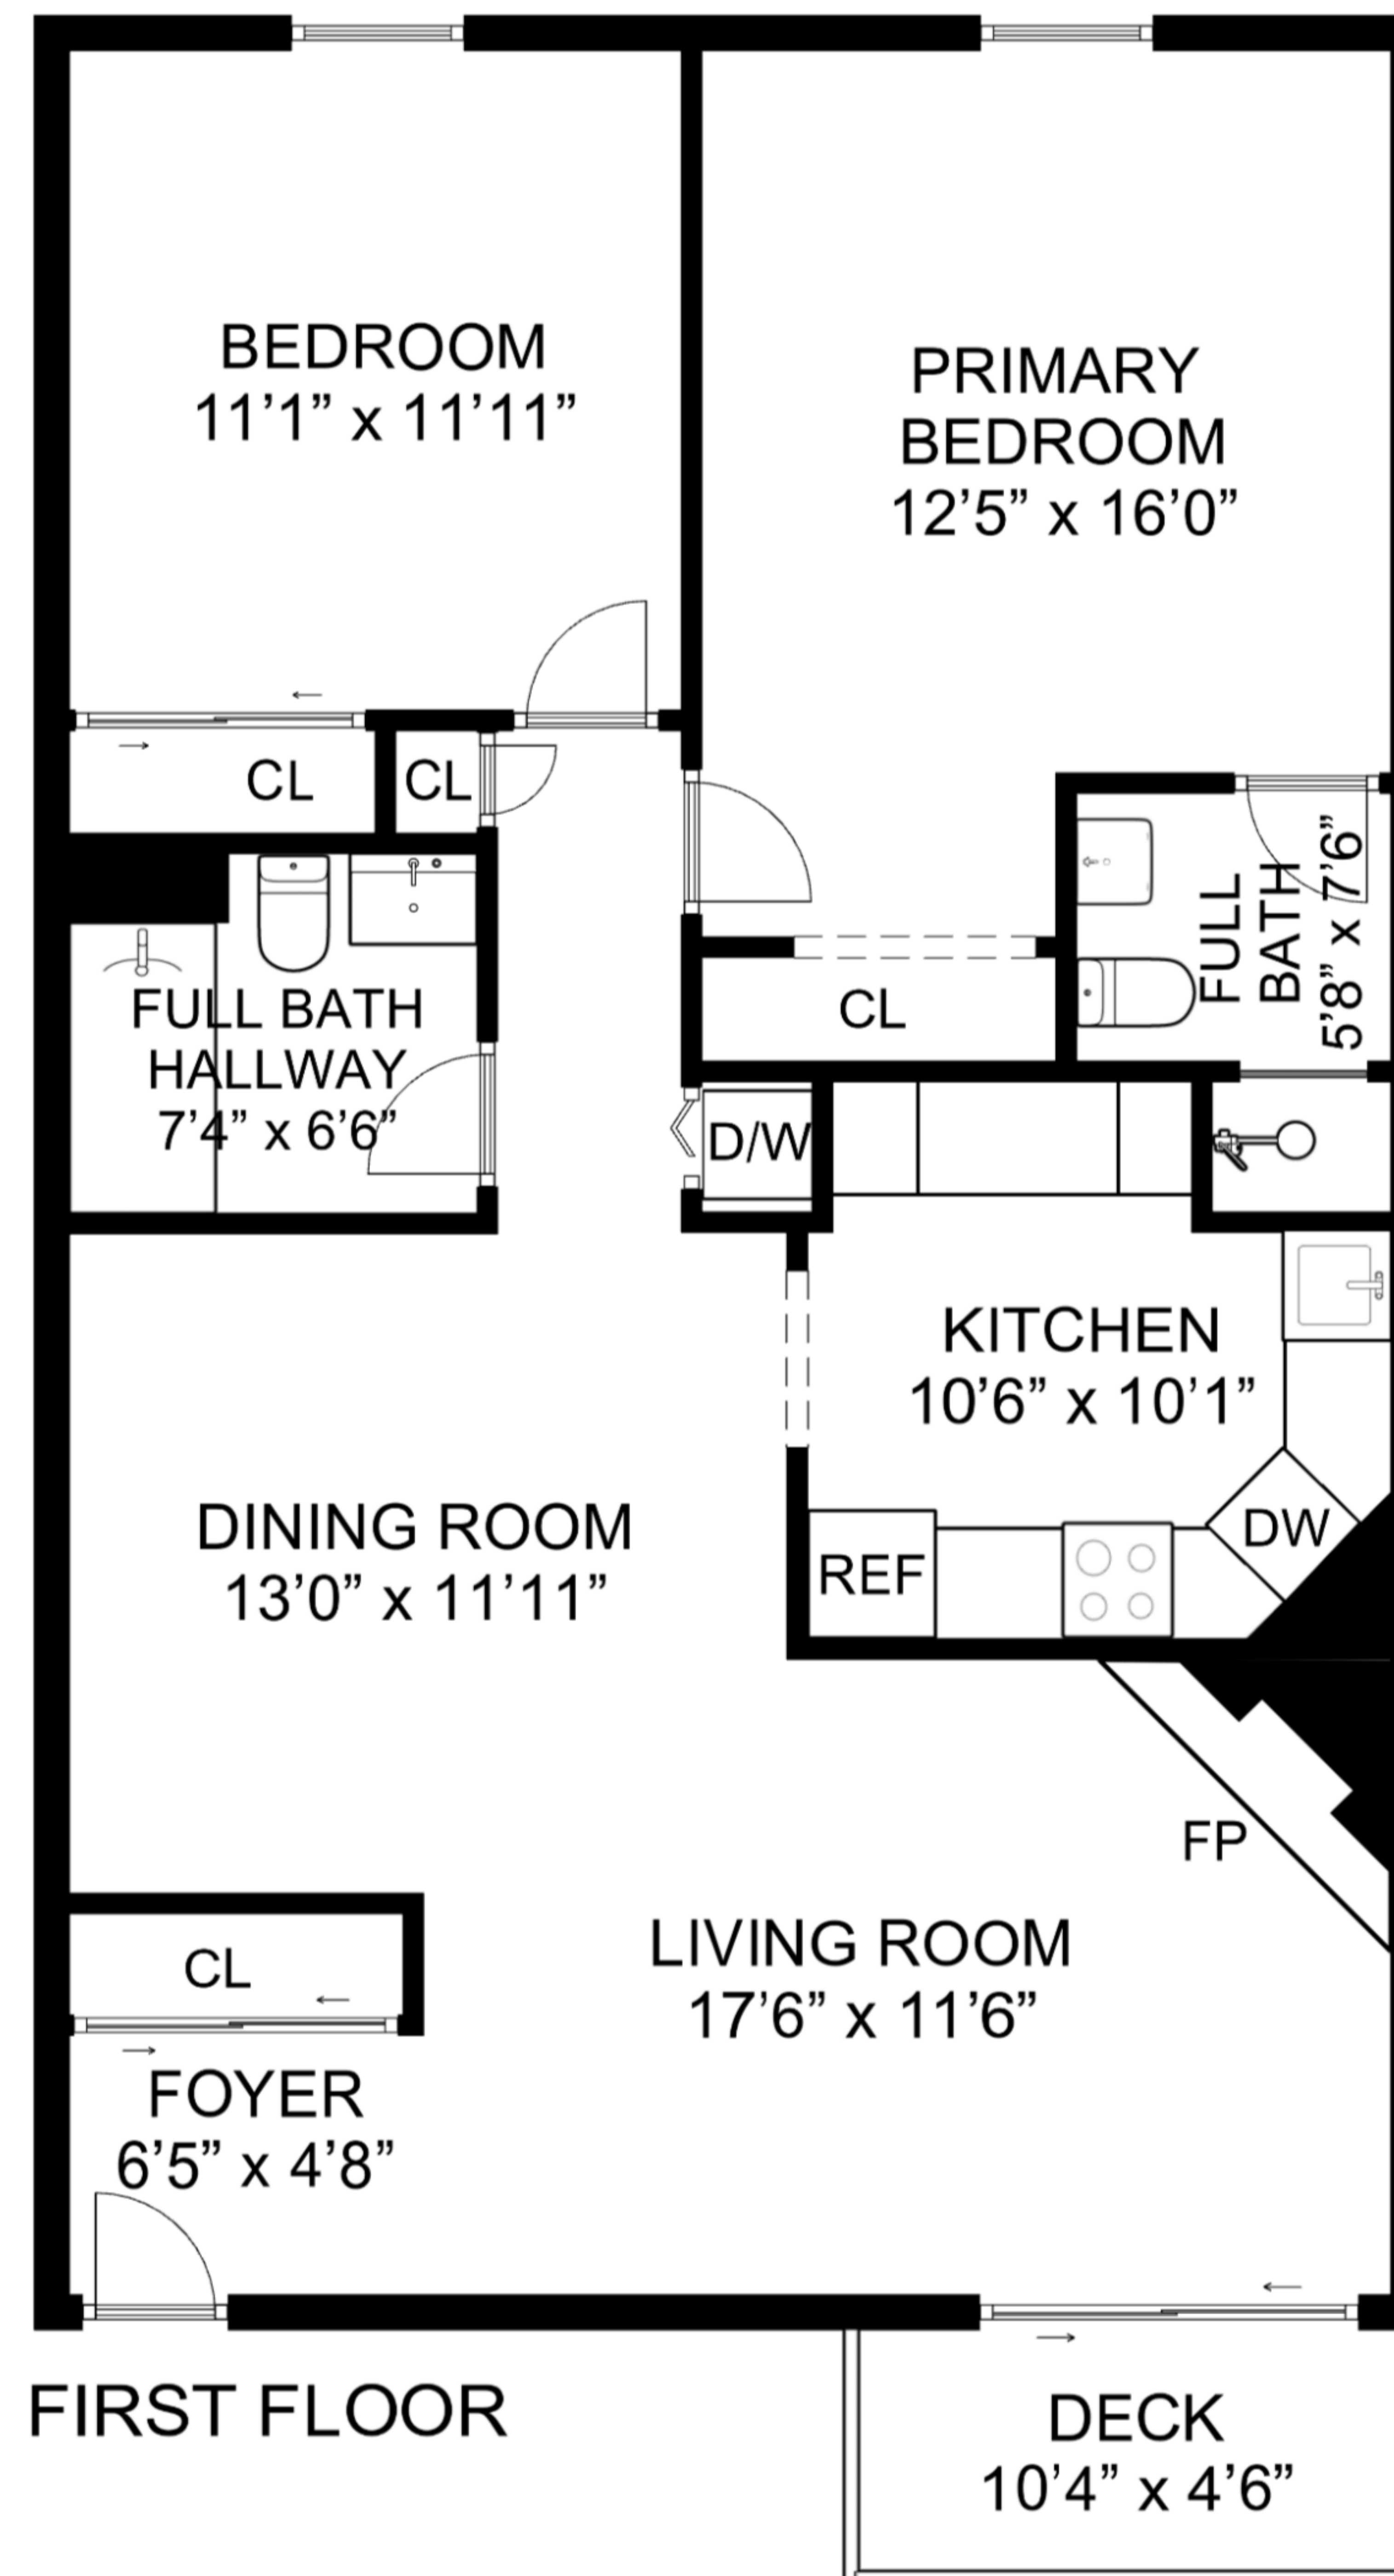 BEDROOM
11’1” x 11’11”
PRIMARY
BEDROOM
12’5” x 16’0”
CL
CL
FULL
BATH
5’8” x 7’6”
CL
FULL BATH
HALLWAY
7’4” x 6’6”
D/W
KITCHEN
10’6” x 10’1”
DINING ROOM
13’0” x 11’11”
REF
DW
FP
LIVING ROOM
17’6” x 11’6”
CL
FOYER
6’5” x 4’8”
FIRST FLOOR
DECK
10’4” x 4’6”